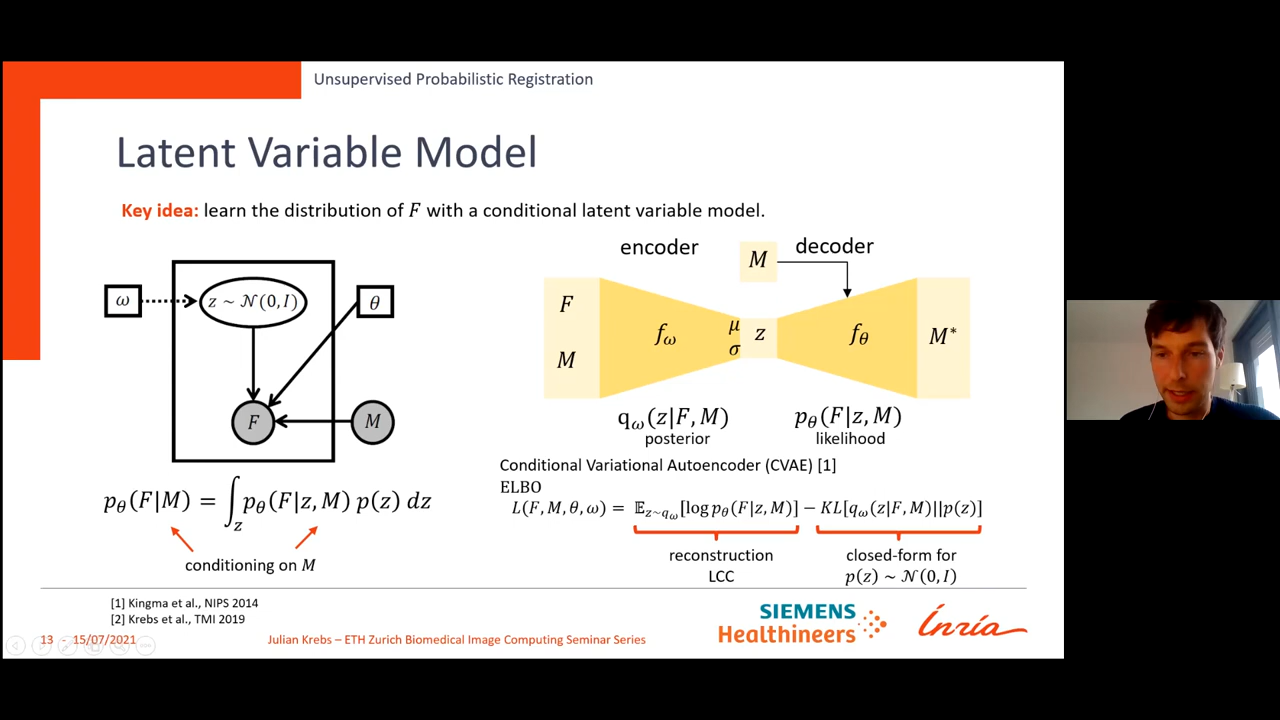 Unsupervised Probabilistic Registration
Latent Variable Model
Key idea: learn the distribution of F with a conditional latent variable model.
ω
z ~ 𝒩(0, I)
θ
F
M
p_θ(F|M) = ∫_z p_θ(F|z, M) p(z) dz
conditioning on M
encoder
M
decoder
F
M
f_ω
μ
σ
z
f_θ
M*
q_ω(z|F, M)
posterior
p_θ(F|z, M)
likelihood
Conditional Variational Autoencoder (CVAE) [1]
ELBO
L(F, M, θ, ω) = 𝔼_{z~q_ω}[log p_θ(F|z, M)] − KL[q_ω(z|F, M)||p(z)]
reconstruction
LCC
closed-form for
p(z) ~ 𝒩(0, I)
[1] Kingma et al., NIPS 2014
[2] Krebs et al., TMI 2019
13 - 15/07/2021
Julian Krebs – ETH Zurich Biomedical Image Computing Seminar Series
SIEMENS
Healthineers
Inria